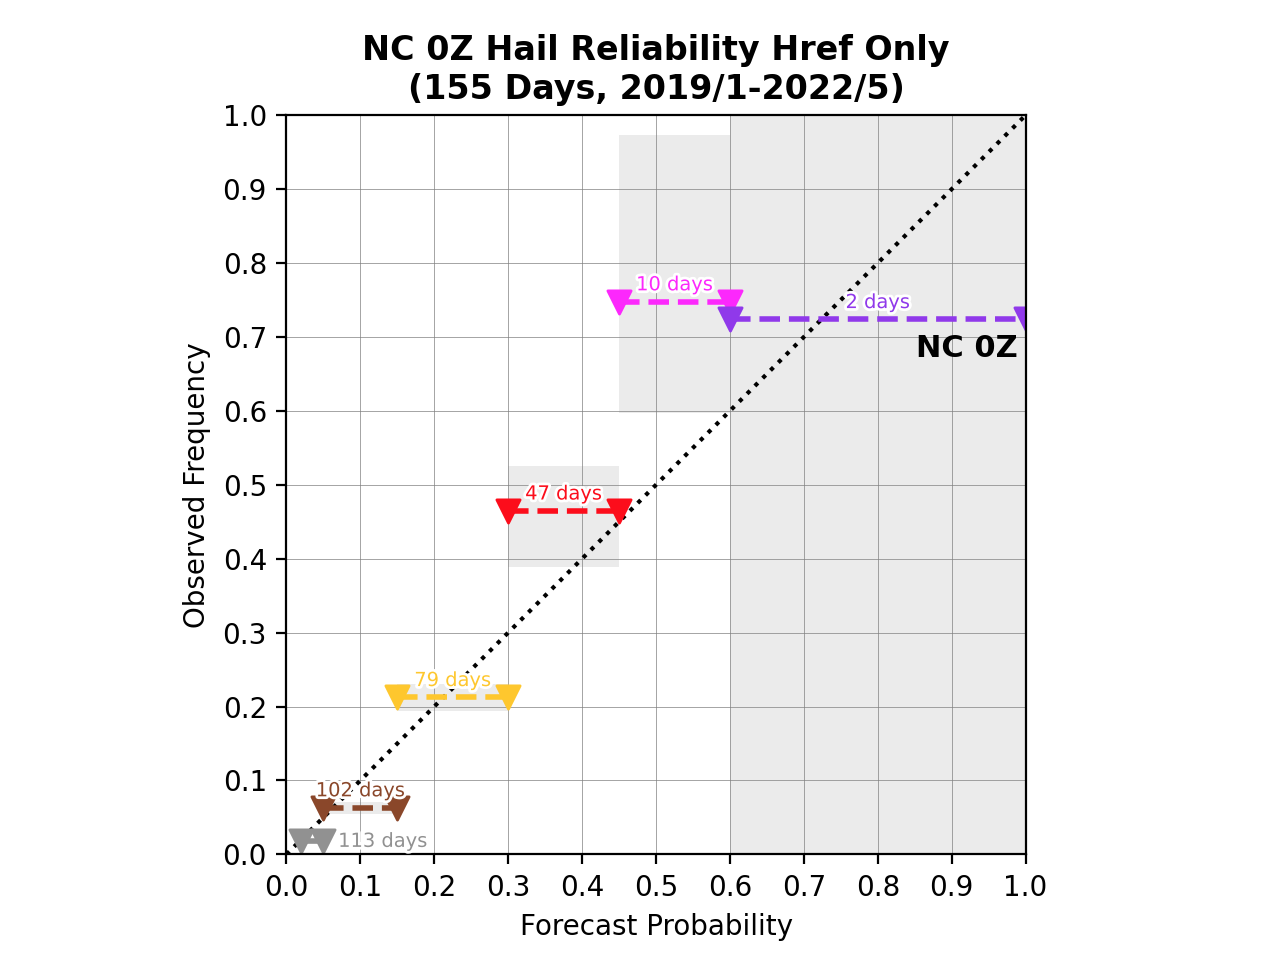 NC 0Z Hail Reliability Href Only
(155 Days, 2019/1-2022/5)
1.0
0.9
0.8
0.7
0.6
0.5
0.4
0.3
0.2
0.1
0.0
Observed Frequency
10 days
2 days
NC 0Z
47 days
79 days
102 days
113 days
0.0 0.1 0.2 0.3 0.4 0.5 0.6 0.7 0.8 0.9 1.0
Forecast Probability